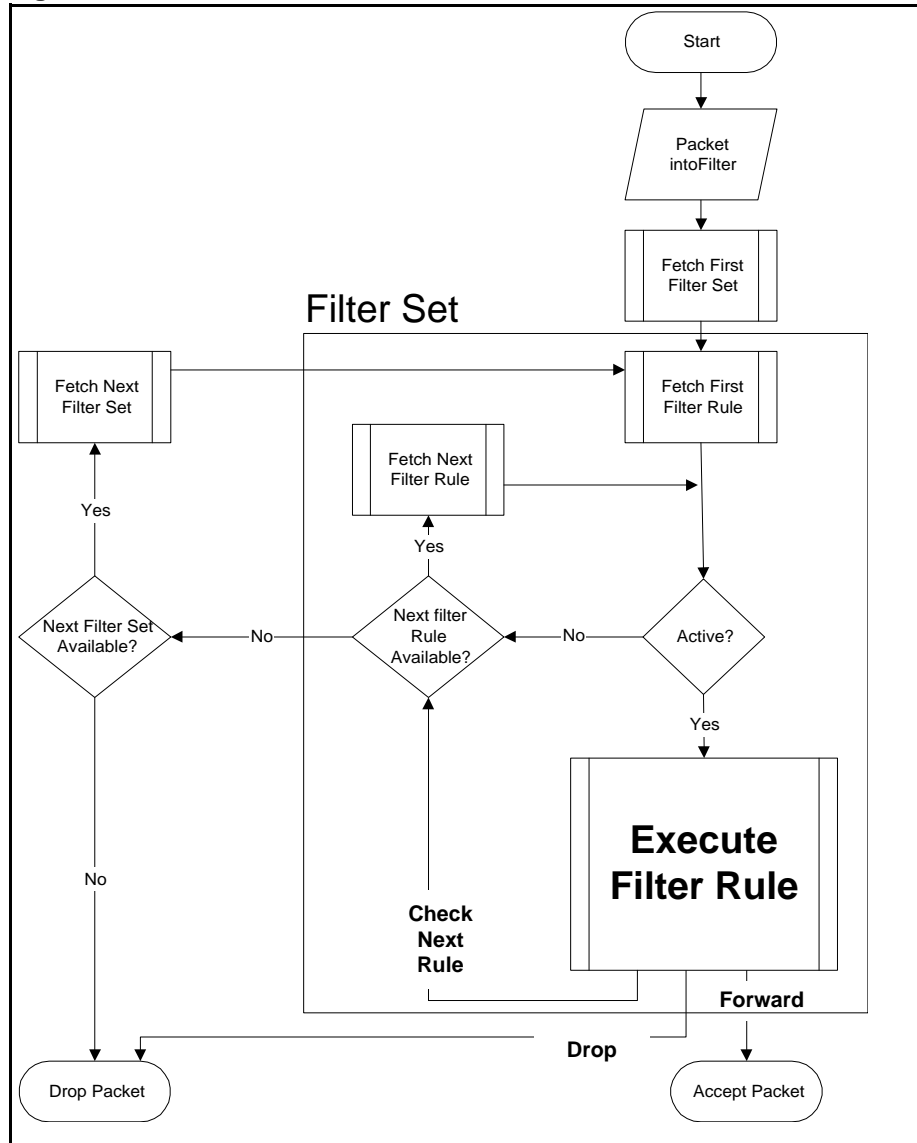 Start
Packet
intoFilter
Fetch First
Filter Set
Filter Set
Fetch Next
Filter Set
Fetch First
Filter Rule
Fetch Next
Filter Rule
Yes
Yes
Next Filter Set
Available?
No
Next filter
Rule
Available?
No
Active?
Yes
Execute
Filter Rule
No
Check
Next
Rule
Forward
Drop
Drop Packet
Accept Packet